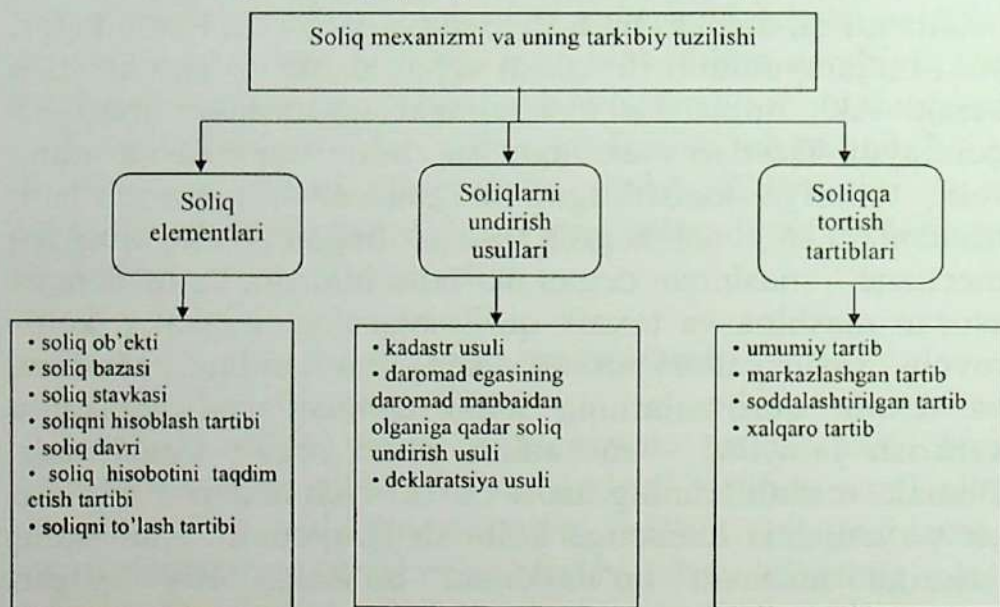 Soliq mexanizmi va uning tarkibiy tuzilishi
Soliq
elementlari
Soliqlarni
undirish
usullari
Soliqqa
tortish
tartiblari
• soliq ob'ekti
• soliq bazasi
• soliq stavkasi
• soliqni hisoblash tartibi
• soliq davri
• soliq hisobotini taqdim
etish tartibi
• soliqni to'lash tartibi
• kadastr usuli
• daromad egasining
daromad manbaidan
olganiga qadar soliq
undirish usuli
• deklaratsiya usuli
• umumiy tartib
• markazlashgan tartib
• soddalashtirilgan tartib
• xalqaro tartib